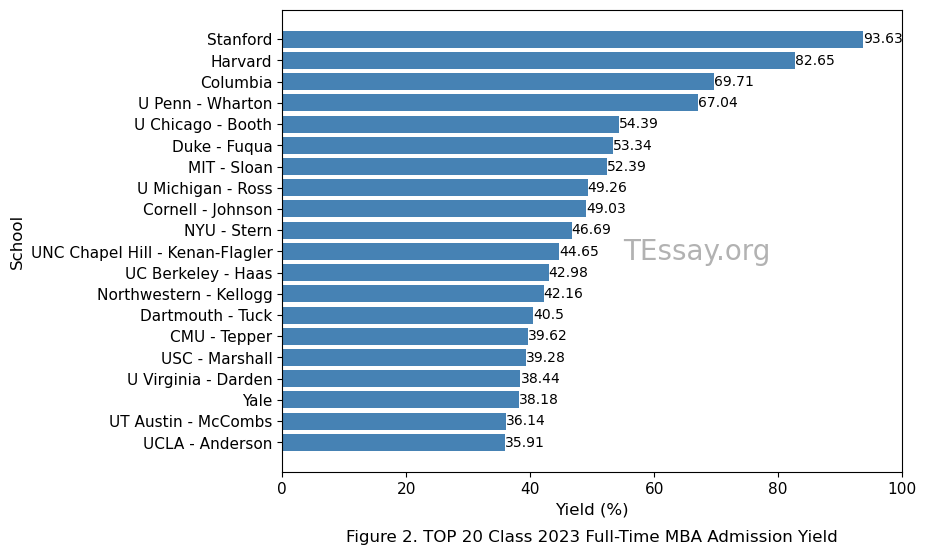 Stanford 93.63
Harvard 82.65
Columbia 69.71
U Penn - Wharton 67.04
U Chicago - Booth 54.39
Duke - Fuqua 53.34
MIT - Sloan 52.39
U Michigan - Ross 49.26
Cornell - Johnson 49.03
NYU - Stern 46.69
UNC Chapel Hill - Kenan-Flagler 44.65
UC Berkeley - Haas 42.98
Northwestern - Kellogg 42.16
Dartmouth - Tuck 40.5
CMU - Tepper 39.62
USC - Marshall 39.28
U Virginia - Darden 38.44
Yale 38.18
UT Austin - McCombs 36.14
UCLA - Anderson 35.91
School
TEssay.org
0 20 40 60 80 100
Yield (%)
Figure 2. TOP 20 Class 2023 Full-Time MBA Admission Yield